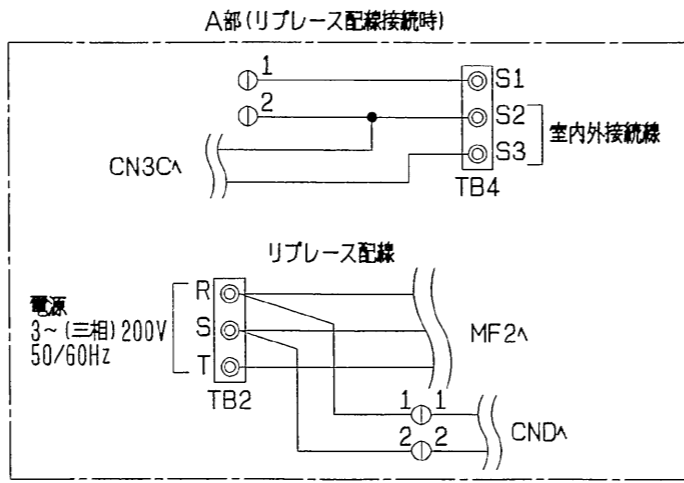 A部(リプレース配線接続時)
1
S1
2
S2
室内外接続線
S3
CN3Cへ
TB4
リプレース配線
R
電源
3~(三相)200V
50/60Hz
S
MF2へ
T
TB2
1 1
CNDへ
2 2